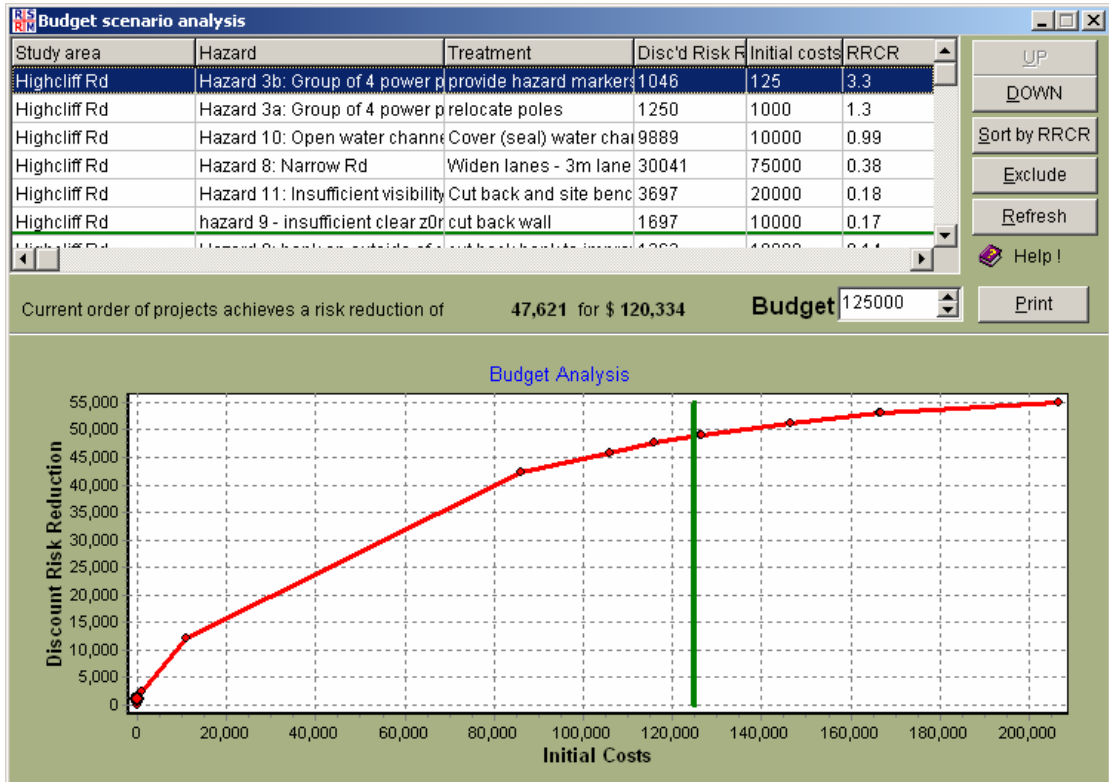 RS
RM Budget scenario analysis
Study area Hazard Treatment Disc'd Risk R Initial costs RRCR
Highcliff Rd Hazard 3b: Group of 4 power p provide hazard markers 1046 125 3.3
Highcliff Rd Hazard 3a: Group of 4 power p relocate poles 1250 1000 1.3
Highcliff Rd Hazard 10: Open water channe Cover (seal) water chai 9889 10000 0.99
Highcliff Rd Hazard 8: Narrow Rd Widen lanes - 3m lane 30041 75000 0.38
Highcliff Rd Hazard 11: Insufficient visibility Cut back and site benc 3697 20000 0.18
Highcliff Rd hazard 9 - insufficient clear z0r cut back wall 1697 10000 0.17
UP
DOWN
Sort by RRCR
Exclude
Refresh
Help !
Current order of projects achieves a risk reduction of 47,621 for $ 120,334 Budget 125000 Print
Budget Analysis
55,000
50,000
45,000
40,000
35,000
30,000
25,000
20,000
15,000
10,000
5,000
0
Discount Risk Reduction
0 20,000 40,000 60,000 80,000 100,000 120,000 140,000 160,000 180,000 200,000
Initial Costs